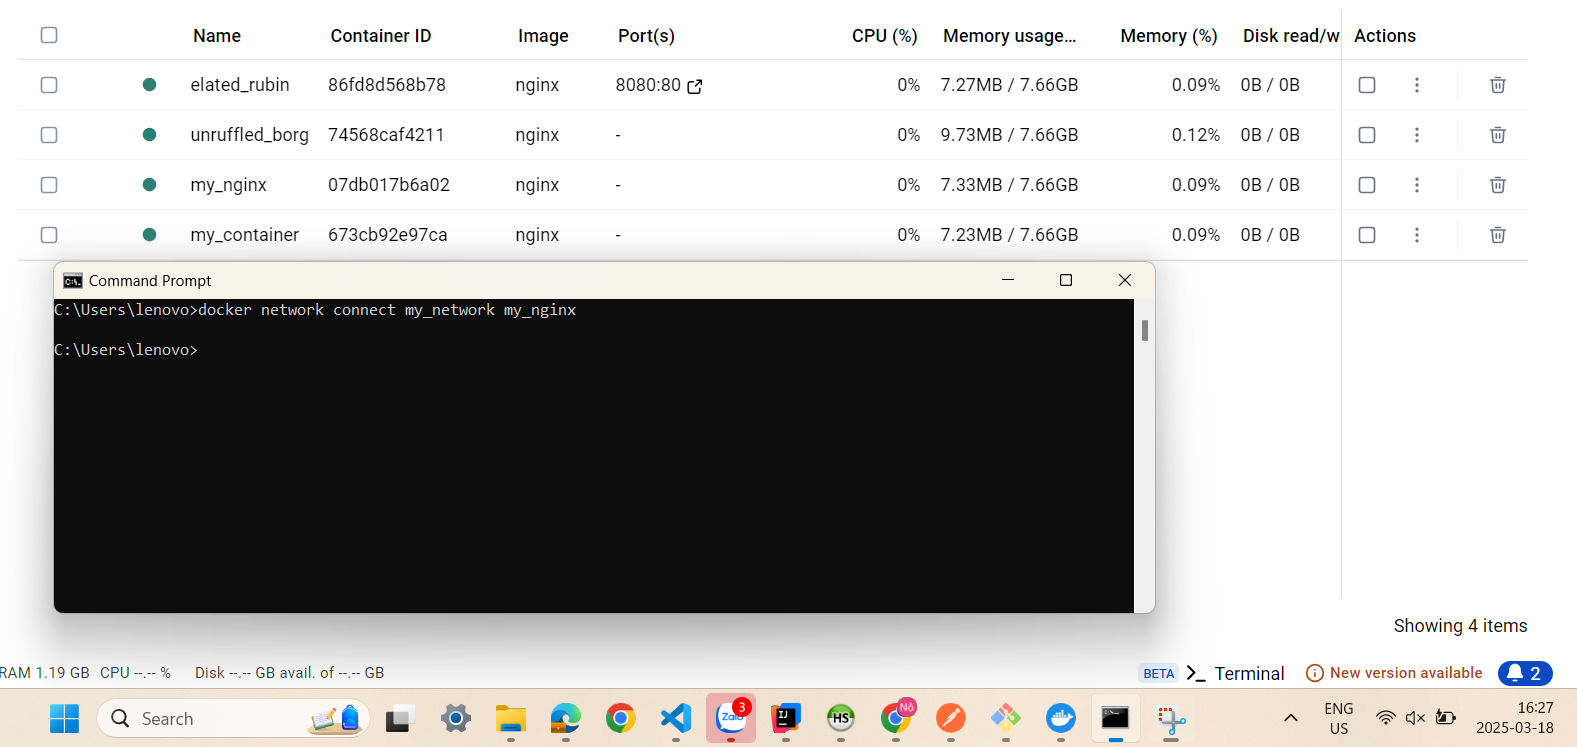 Name Container ID Image Port(s) CPU (%) Memory usage... Memory (%) Disk read/w Actions
elated_rubin 86fd8d568b78 nginx 8080:80 0% 7.27MB / 7.66GB 0.09% 0B / 0B
unruffled_borg 74568caf4211 nginx - 0% 9.73MB / 7.66GB 0.12% 0B / 0B
my_nginx 07db017b6a02 nginx - 0% 7.33MB / 7.66GB 0.09% 0B / 0B
my_container 673cb92e97ca nginx - 0% 7.23MB / 7.66GB 0.09% 0B / 0B
Command Prompt
C:\Users\lenovo>docker network connect my_network my_nginx
C:\Users\lenovo>
Showing 4 items
RAM 1.19 GB CPU --.-- % Disk --.-- GB avail. of --.-- GB
BETA Terminal New version available 2
Search
Zalo 3
IJ
HS
Nô
ENG
US
16:27
2025-03-18